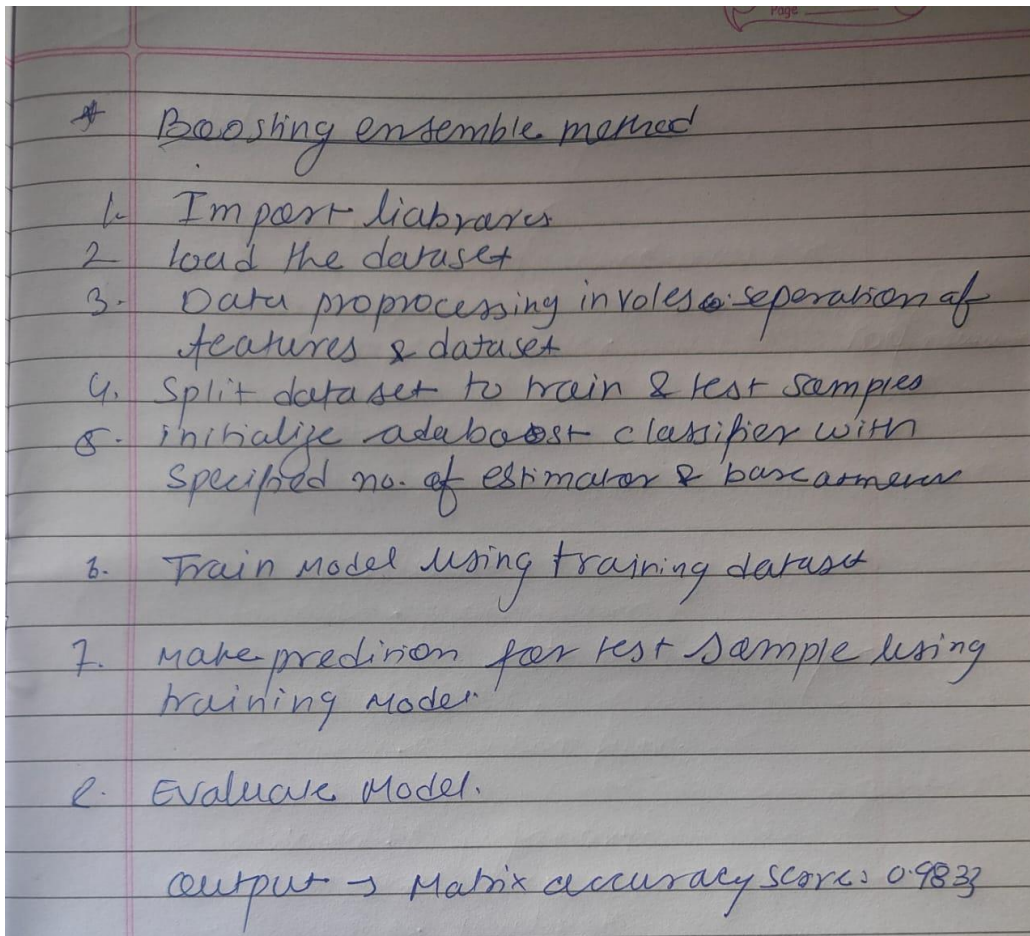 Page
* Boosting ensemble method
1. Import liabrares
2 load the dataset
3. Data proprocessing involes seperation of
features & dataset
4. Split dataset to train & test samples
5. initialize adaboost classifier with
Specified no. of estimator & base
6. Train Model using training dataset
7. Make predirion for test sample using
training Model
8. Evaluate Model.
Output → Matrix accuracy score: 0.9833